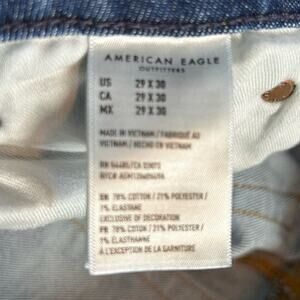 AMERICAN EAGLE
OUTFITTERS
US 29 X 30
CA 29 X 30
MX 29 X 30
MADE IN VIETNAM / FABRIQUÉ AU
VIETNAM / HECHO EN VIETNAM
EN: 78% COTTON / 21% POLYESTER /
1% ELASTANE
EXCLUSIVE OF DECORATION
FR: 78% COTON / 21% POLYESTER /
1% ELASTHANNE
À L'EXCEPTION DE LA GARNITURE